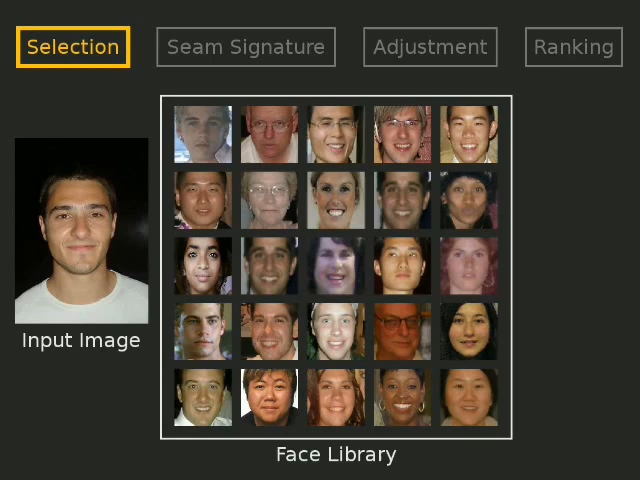 Selection
Seam Signature
Adjustment
Ranking
Input Image
Face Library